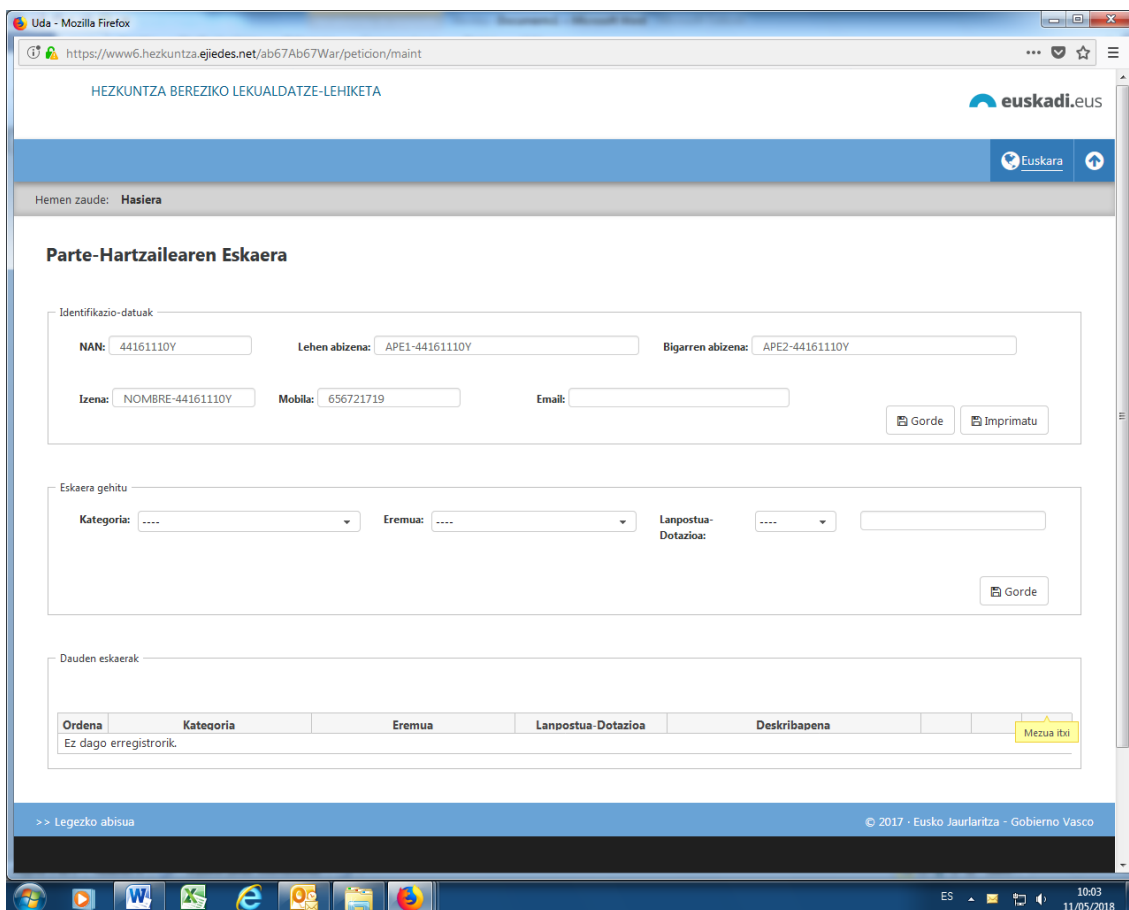 Uda - Mozilla Firefox
https://www6.hezkuntza.ejiedes.net/ab67Ab67War/peticion/maint
HEZKUNTZA BEREZIKO LEKUALDATZE-LEHIKETA
euskadi.eus
Euskara
Hemen zaude: Hasiera
Parte-Hartzailearen Eskaera
Identifikazio-datuak
NAN: 44161110Y Lehen abizena: APE1-44161110Y Bigarren abizena: APE2-44161110Y
Izena: NOMBRE-44161110Y Mobila: 656721719 Email:
Gorde Imprimatu
Eskaera gehitu
Kategoria: ---- Eremua: ---- Lanpostua-Dotazioa: ----
Gorde
Dauden eskaerak
Ordena Kategoria Eremua Lanpostua-Dotazioa Deskribapena
Mezua itxi
Ez dago erregistrorik.
>> Legezko abisua © 2017 · Eusko Jaurlaritza - Gobierno Vasco
ES 10:03
11/05/2018